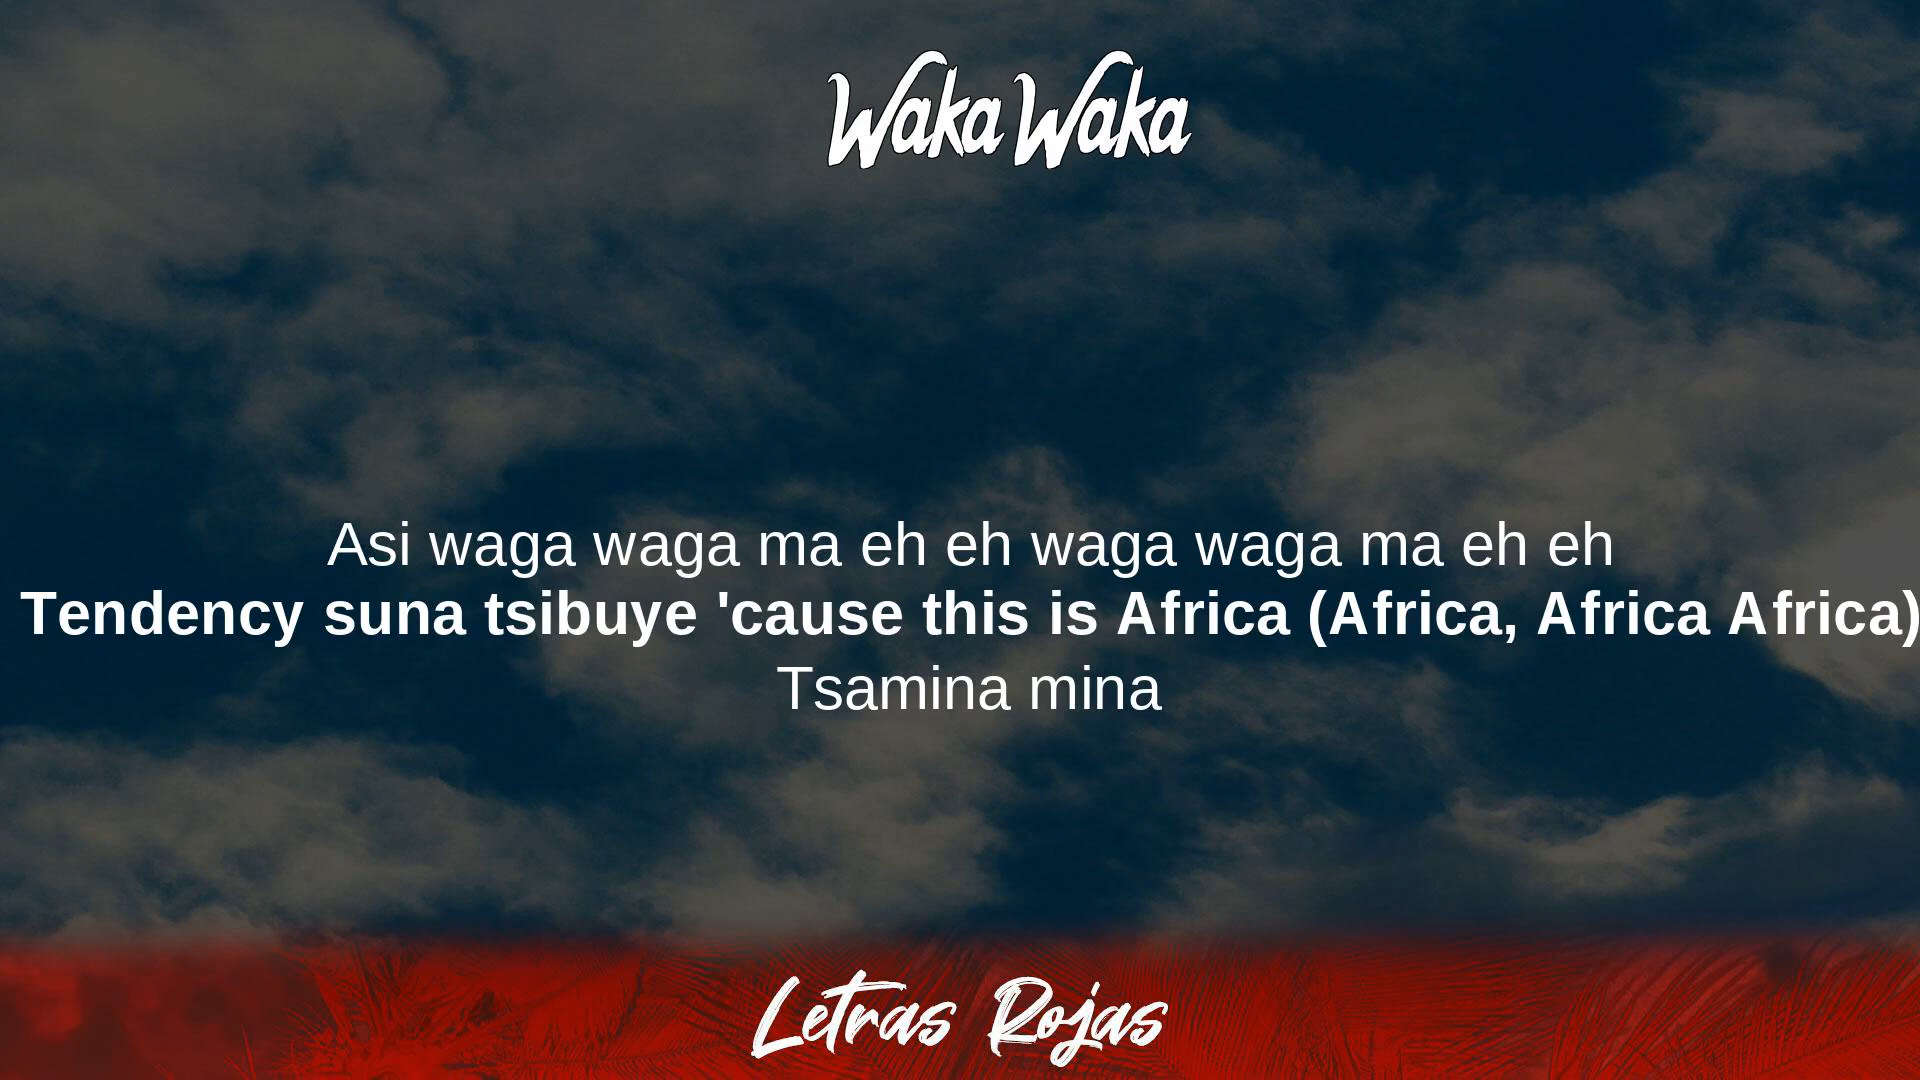 Waka Waka
Asi waga waga ma eh eh waga waga ma eh eh
Tendency suna tsibuye 'cause this is Africa (Africa, Africa Africa)
Tsamina mina
Letras Rojas